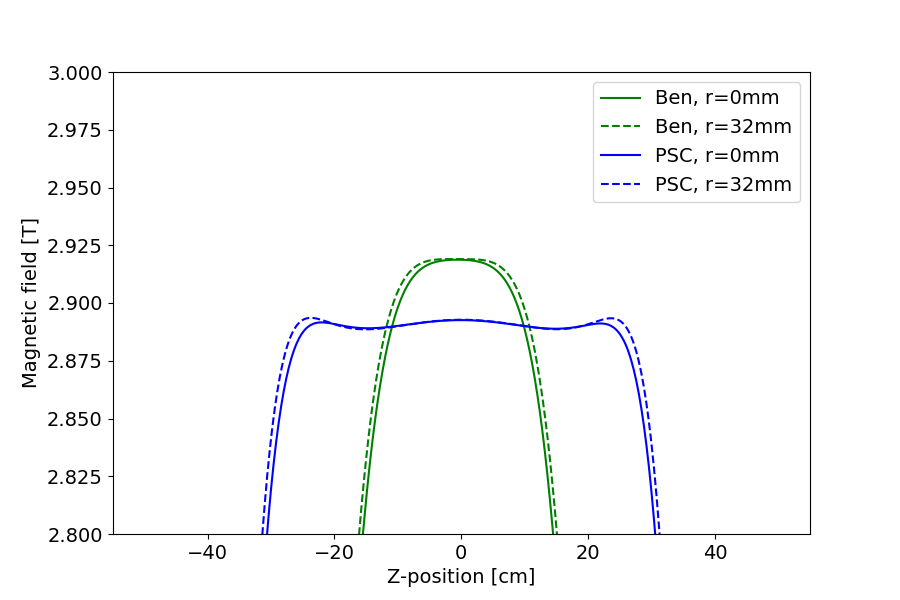 3.000
2.975
2.950
2.925
2.900
2.875
2.850
2.825
2.800
Magnetic field [T]
Ben, r=0mm
Ben, r=32mm
PSC, r=0mm
PSC, r=32mm
−40
−20
0
20
40
Z-position [cm]